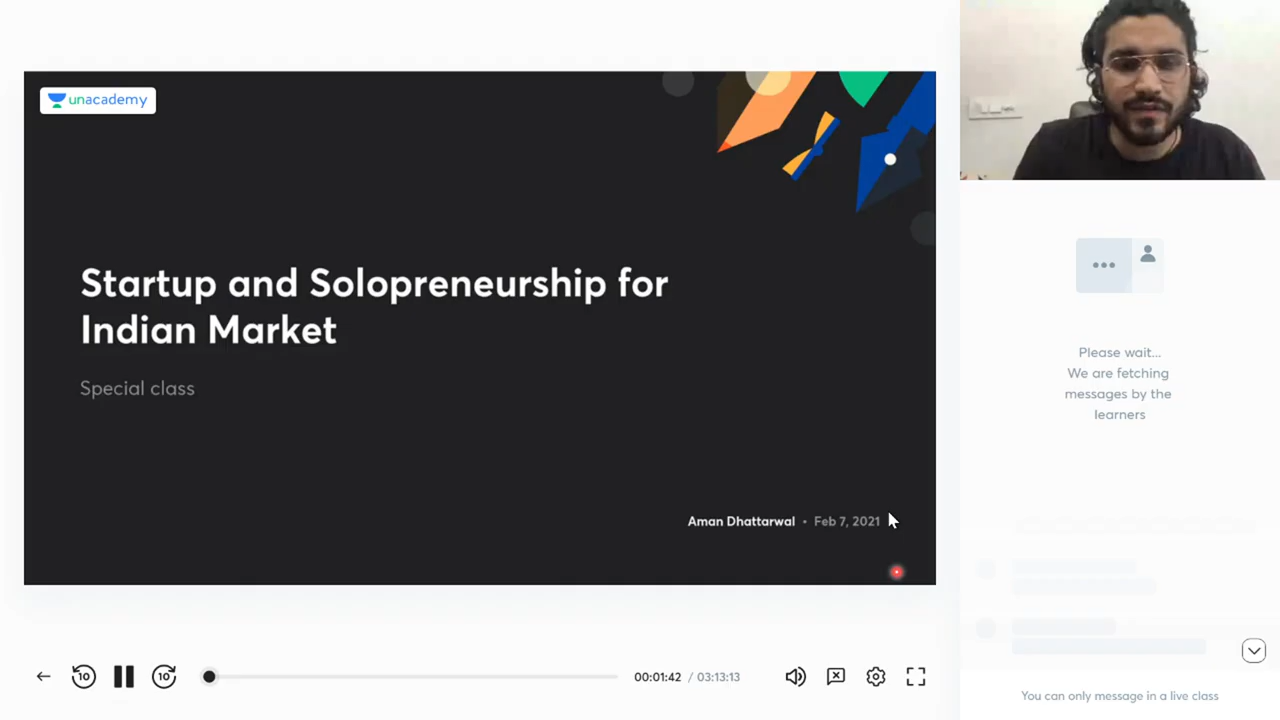 unacademy
Startup and Solopreneurship for
Indian Market
Special class
Aman Dhattarwal • Feb 7, 2021
Please wait...
We are fetching
messages by the
learners
10
10
00:01:42 / 03:13:13
You can only message in a live class